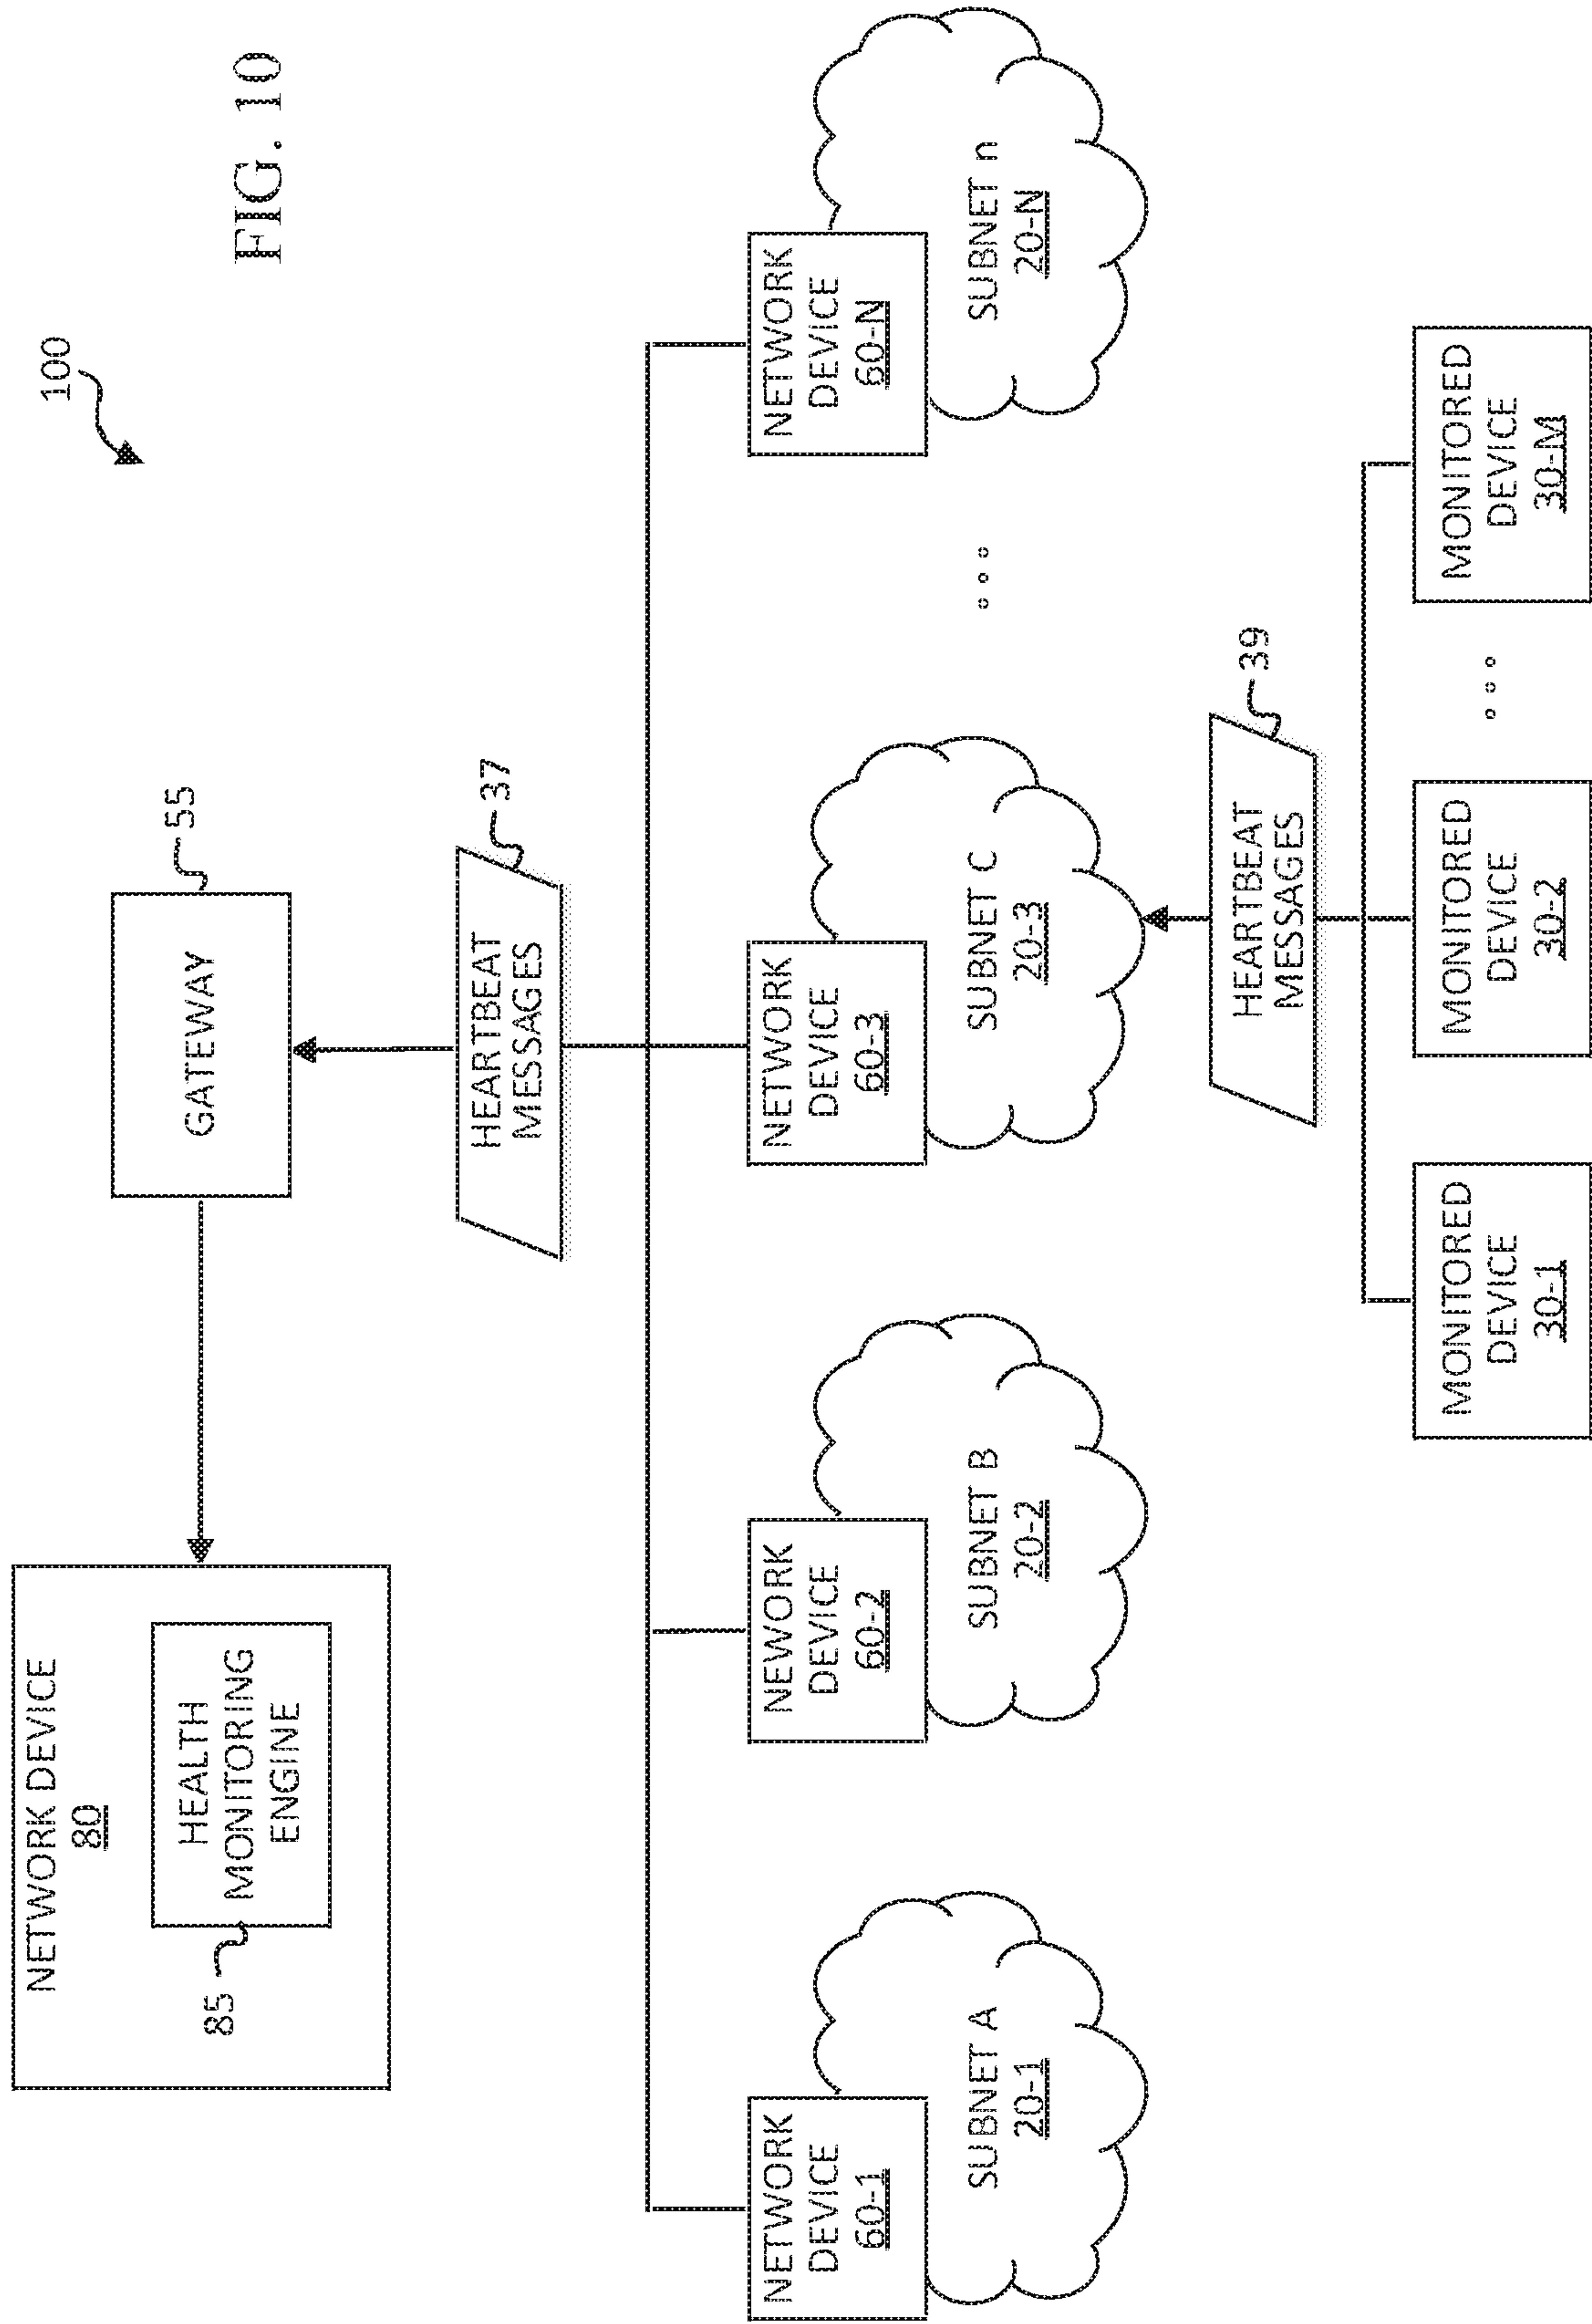 FIG. 10
100
NETWORK DEVICE
80
HEALTH
MONITORING
ENGINE
85
GATEWAY
55
HEARTBEAT
MESSAGES
37
NETWORK
DEVICE
60-1
SUBNET A
20-1
NEWORK
DEVICE
60-2
SUBNET B
20-2
NETWORK
DEVICE
60-3
SUBNET C
20-3
NETWORK
DEVICE
60-N
SUBNET n
20-N
HEARTBEAT
MESSAGES
39
MONITORED
DEVICE
30-1
MONITORED
DEVICE
30-2
MONITORED
DEVICE
30-M